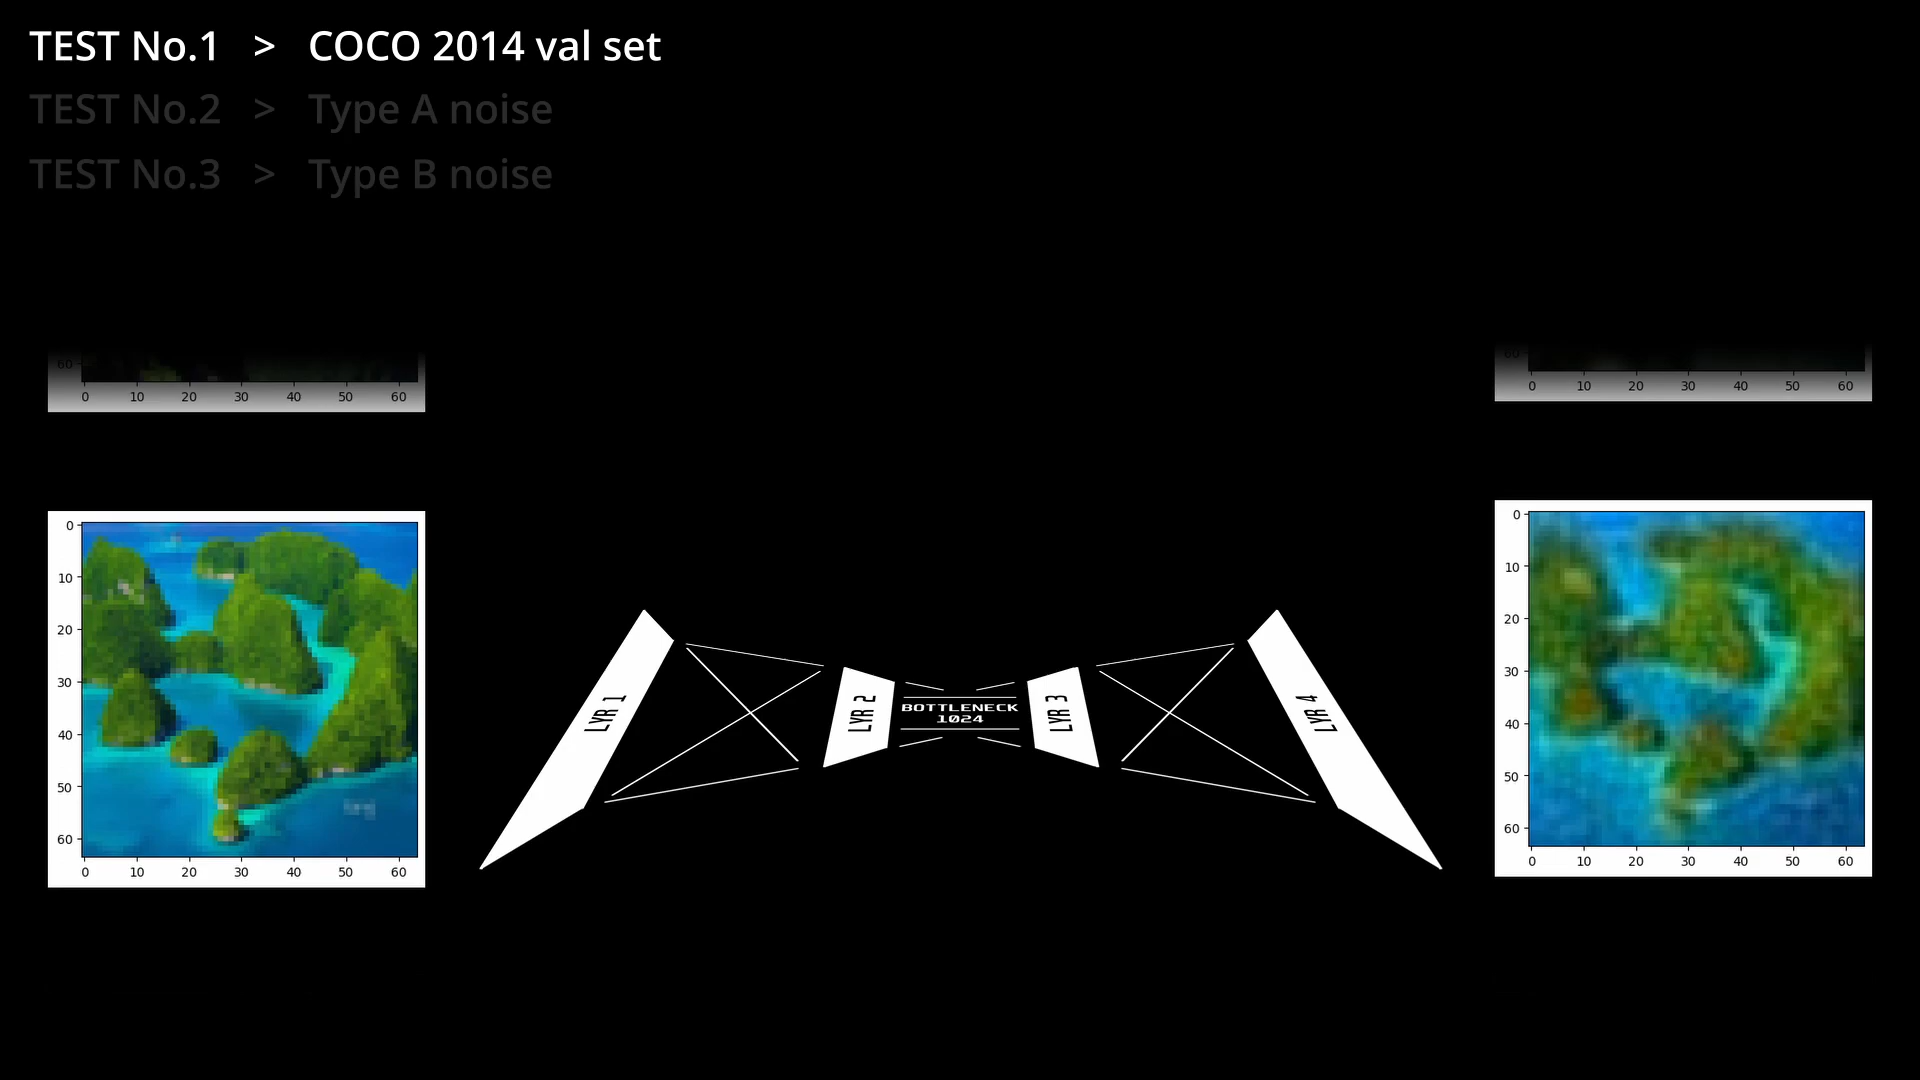 TEST No.1 > COCO 2014 val set
TEST No.2 > Type A noise
TEST No.3 > Type B noise
60
0 10 20 30 40 50 60
60
0 10 20 30 40 50 60
0
10
20
30
40
50
60
0 10 20 30 40 50 60
LYR 1
LYR 2
BOTTLENECK
1024
LYR 3
LYR 4
0
10
20
30
40
50
60
0 10 20 30 40 50 60